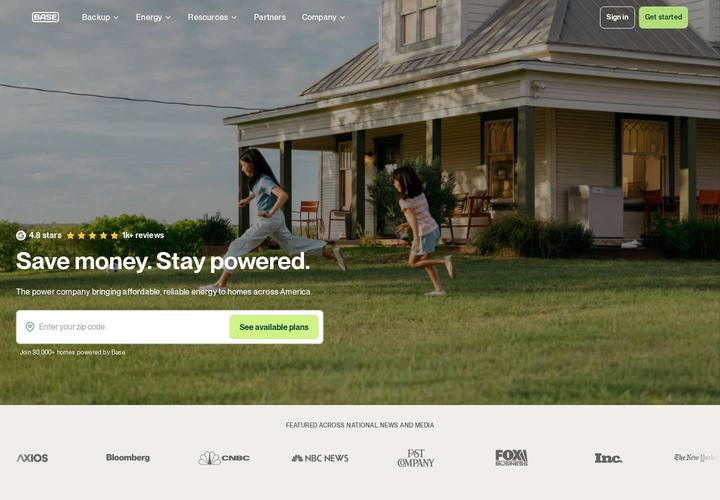 BASE
Backup
Energy
Resources
Partners
Company
Sign in
Get started
4.8 stars
1k+ reviews
Save money. Stay powered.
The power company bringing affordable, reliable energy to homes across America.
Enter your zip code
See available plans
Join 30,000+ homes powered by Base
FEATURED ACROSS NATIONAL NEWS AND MEDIA
AXIOS
Bloomberg
CNBC
NBC NEWS
FAST COMPANY
FOX BUSINESS
Inc.
The New York